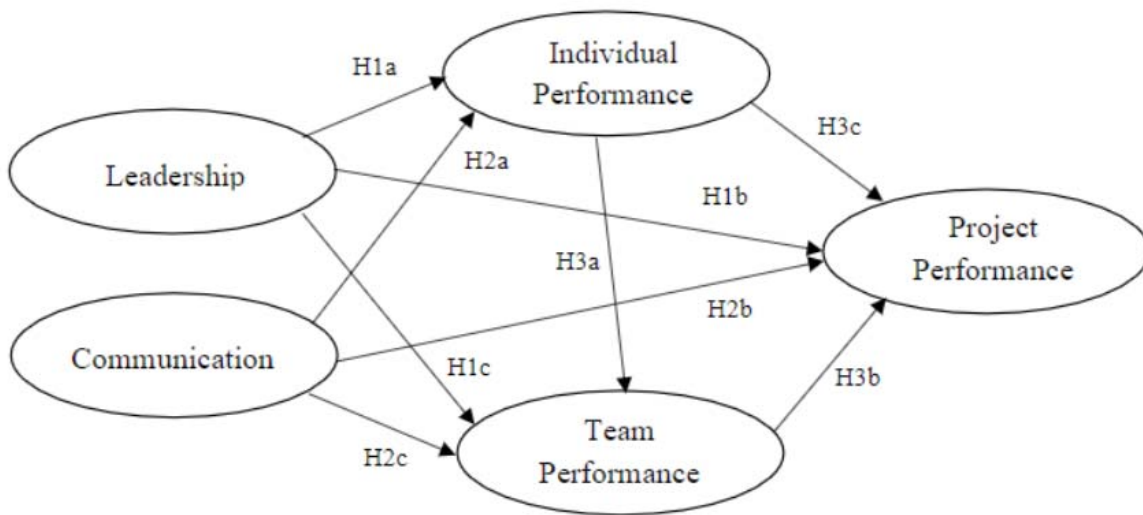 Individual
Performance
H1a
H3c
H2a
Leadership
H1b
Project
Performance
H3a
H2b
Communication
H1c
H3b
Team
Performance
H2c